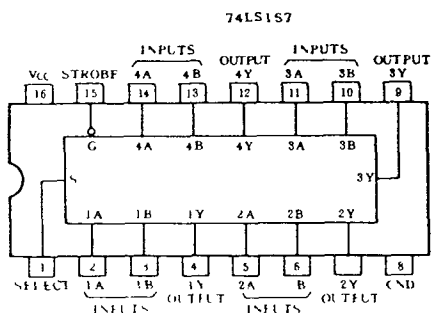 74LS157
INPUTS OUTPUT INPUTS OUTPUT
Vcc STROBE 4A 4B 4Y 3A 3B 3Y
16 15 14 13 12 11 10 9
G 4A 4B 4Y 3A 3B
S 3Y
1A 1B 1Y 2A 2B 2Y
1 2 3 4 5 6 7 8
SELECT 1A 1B 1Y 2A B 2Y GND
OUTPUT OUTPUT
INPUTS INPUTS